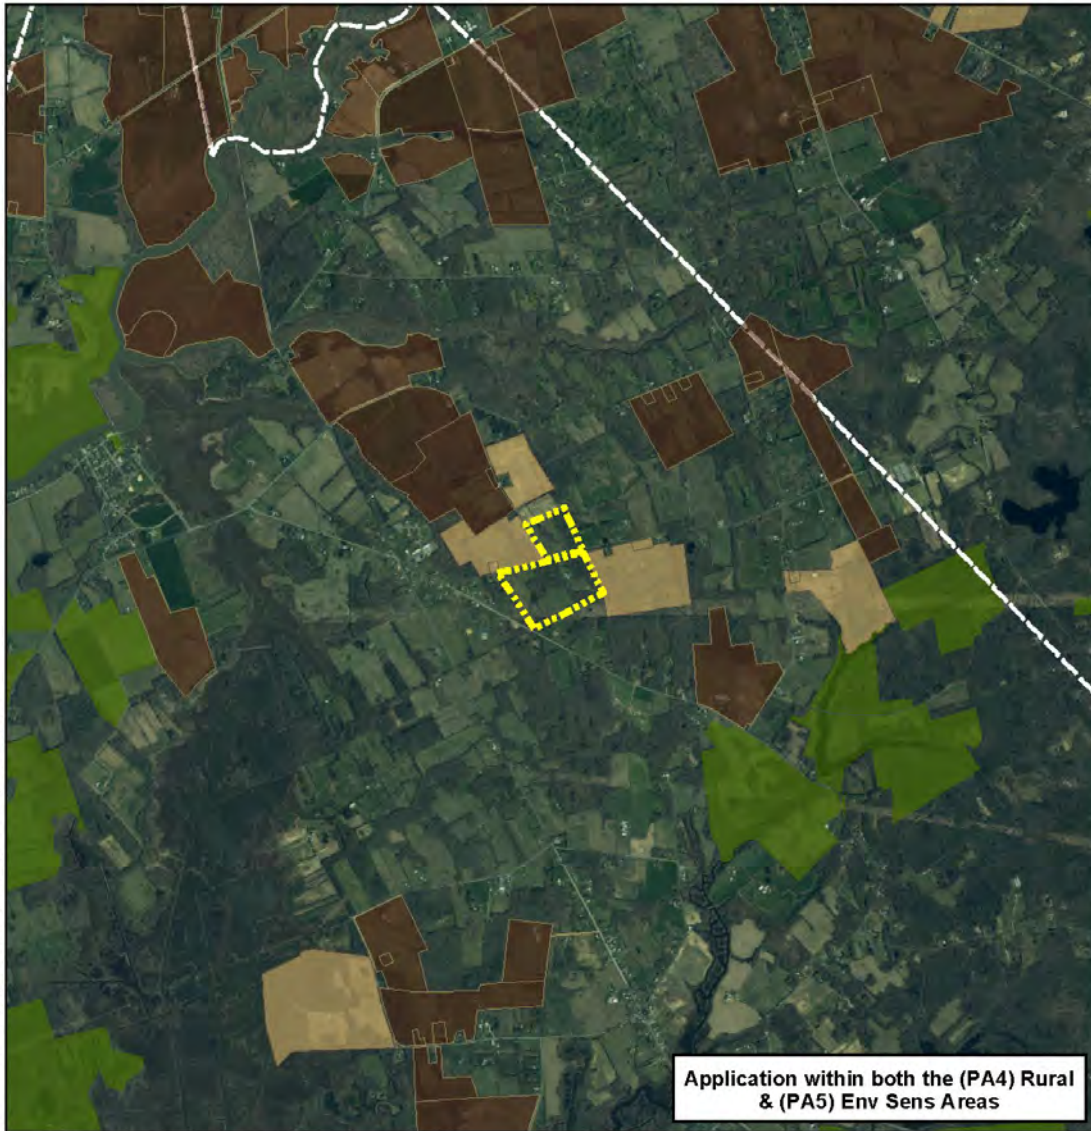 Application within both the (PA4) Rural
& (PA5) Env Sens Areas